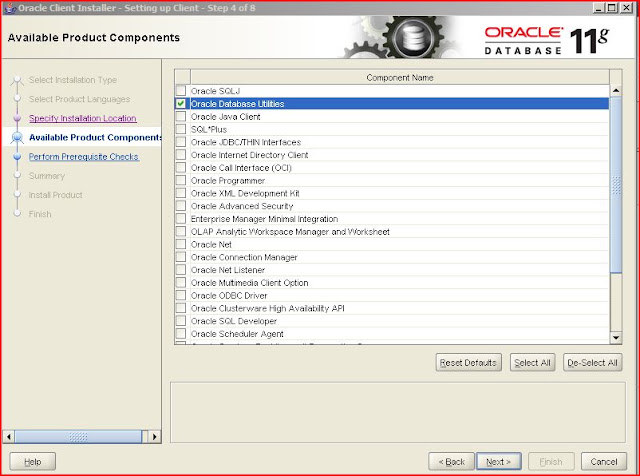 Oracle Client Installer - Setting up Client - Step 4 of 8
Available Product Components
ORACLE
DATABASE 11g
Select Installation Type
Select Product Languages
Specify Installation Location
Available Product Components
Perform Prerequisite Checks
Summary
Install Product
Finish
Component Name
Oracle SQLJ
Oracle Database Utilities
Oracle Java Client
SQL*Plus
Oracle JDBC/THIN Interfaces
Oracle Internet Directory Client
Oracle Call Interface (OCI)
Oracle Programmer
Oracle XML Development Kit
Oracle Advanced Security
Enterprise Manager Minimal Integration
OLAP Analytic Workspace Manager and Worksheet
Oracle Net
Oracle Connection Manager
Oracle Net Listener
Oracle Multimedia Client Option
Oracle ODBC Driver
Oracle Clusterware High Availability API
Oracle SQL Developer
Oracle Scheduler Agent
Reset Defaults
Select All
De-Select All
Help
< Back
Next >
Finish
Cancel